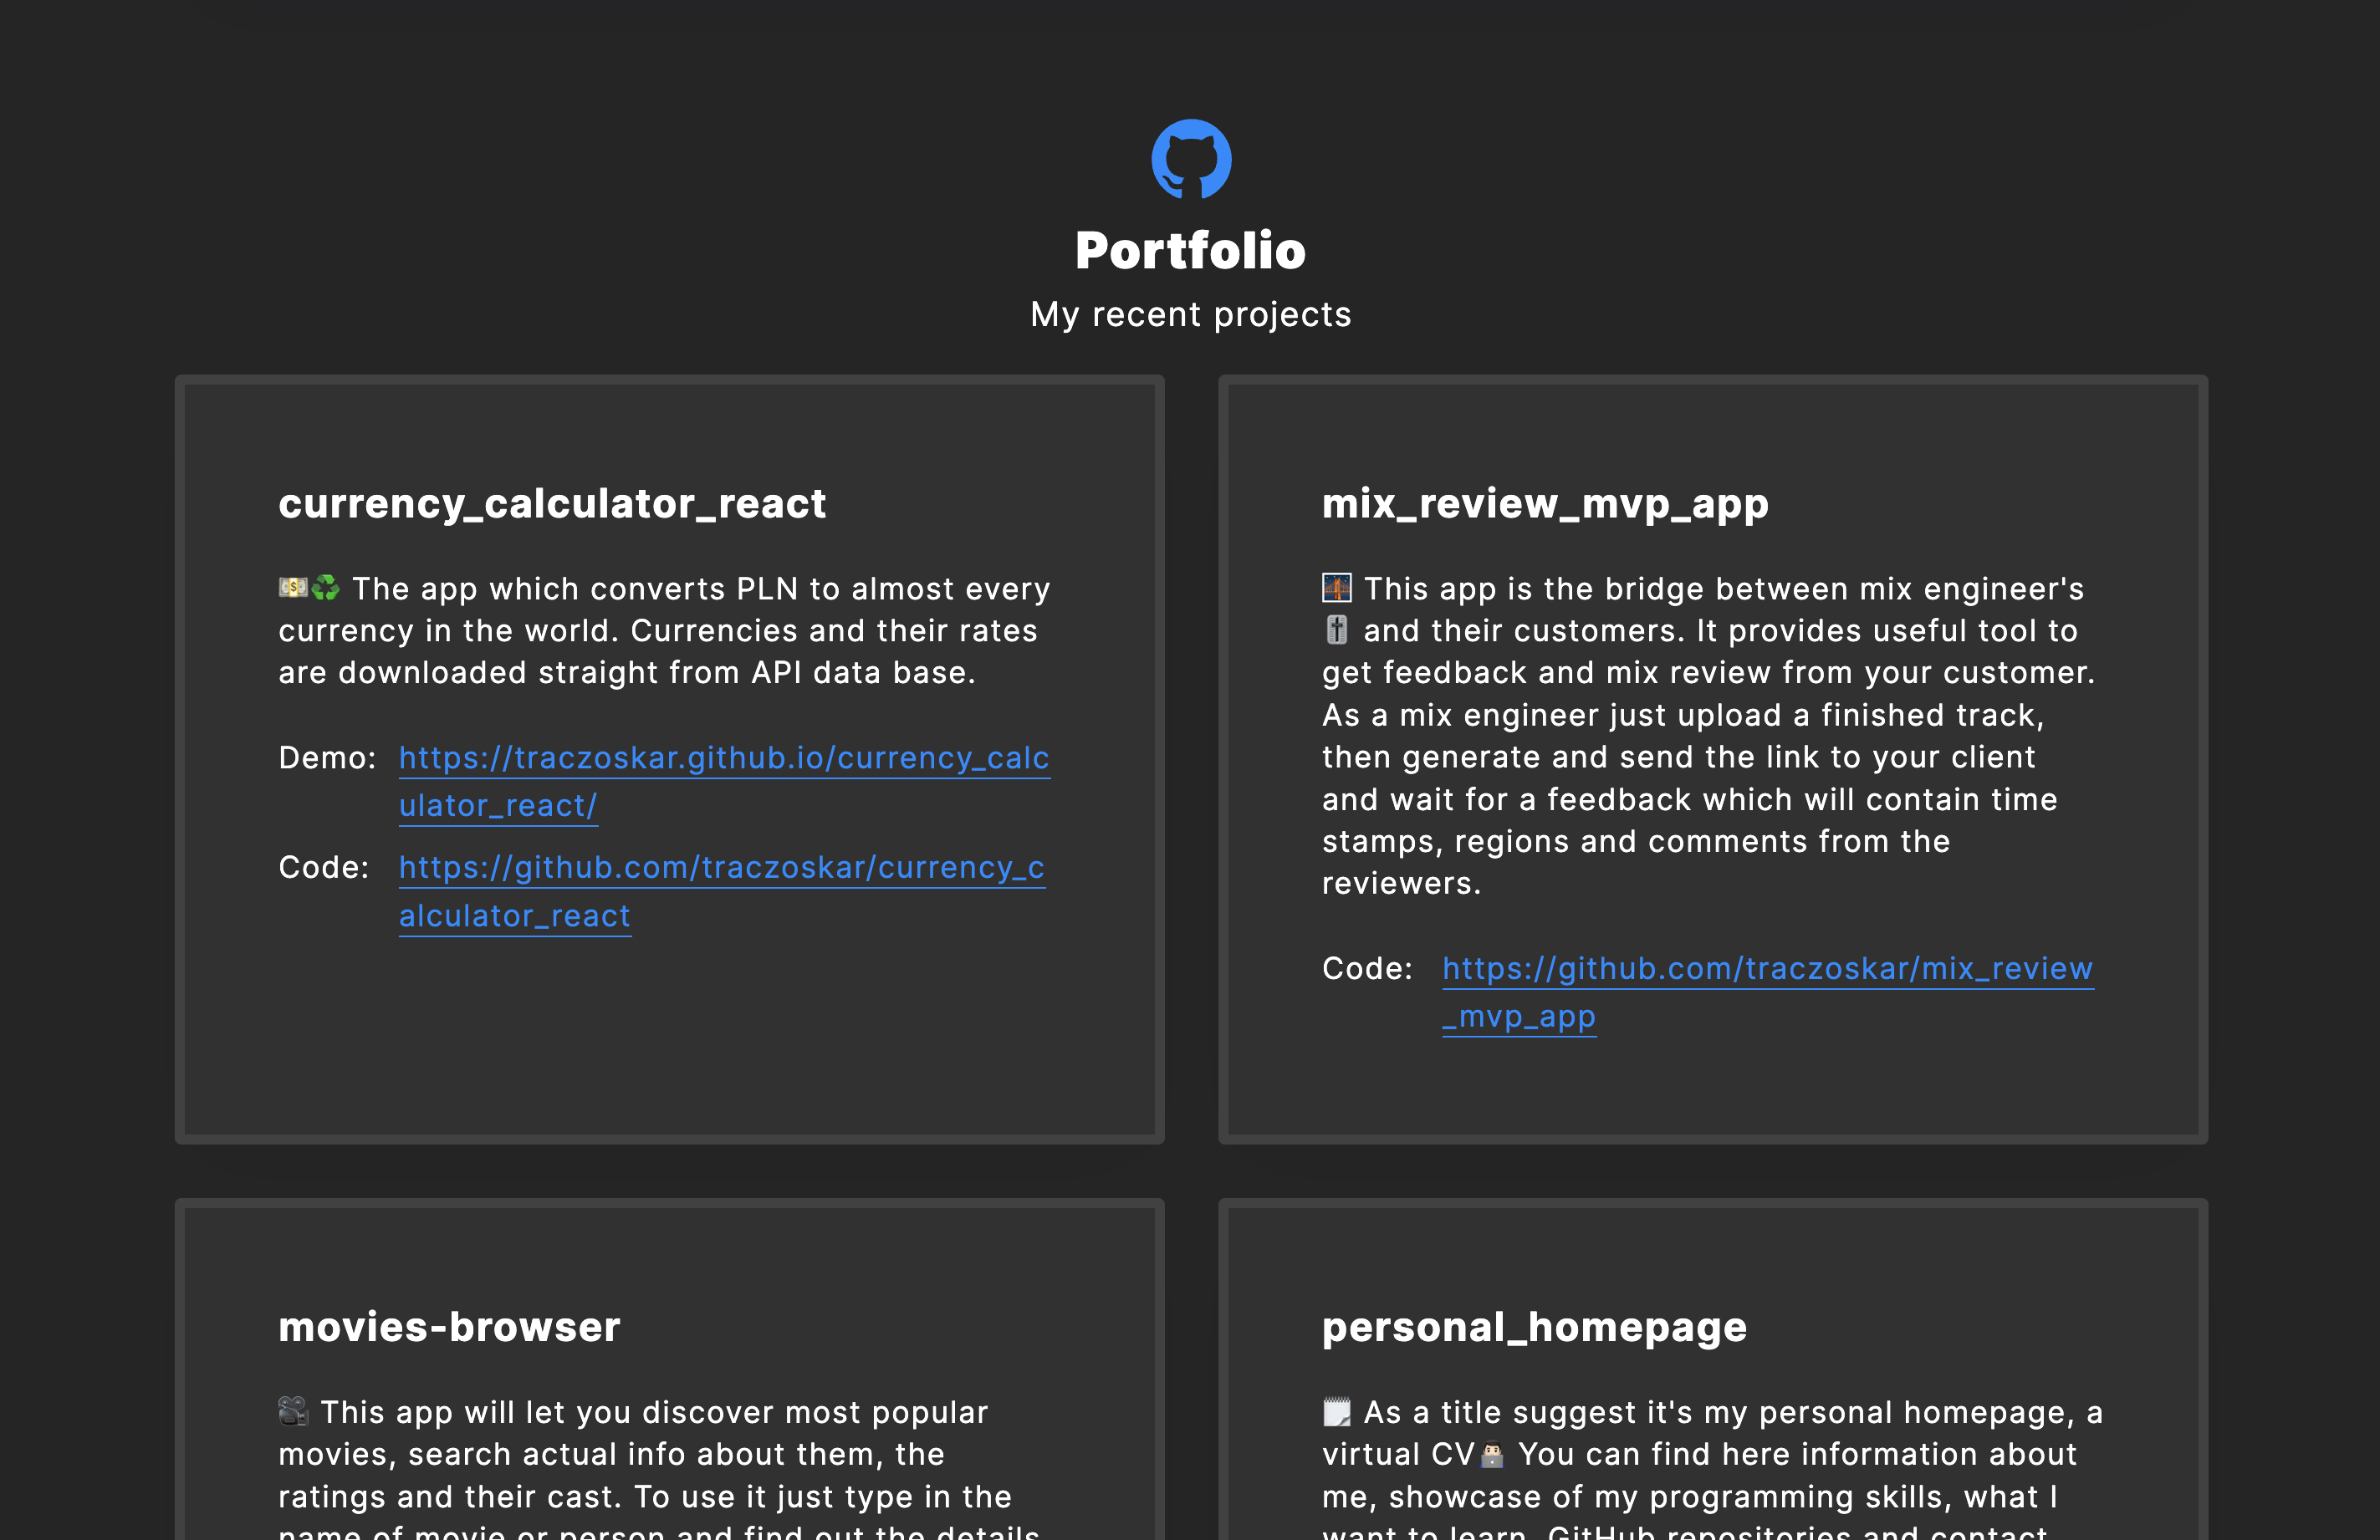 Portfolio
My recent projects
currency_calculator_react
💵♻️ The app which converts PLN to almost every
currency in the world. Currencies and their rates
are downloaded straight from API data base.
Demo: https://traczoskar.github.io/currency_calc
ulator_react/
Code: https://github.com/traczoskar/currency_c
alculator_react
mix_review_mvp_app
🌉 This app is the bridge between mix engineer's
🎚️ and their customers. It provides useful tool to
get feedback and mix review from your customer.
As a mix engineer just upload a finished track,
then generate and send the link to your client
and wait for a feedback which will contain time
stamps, regions and comments from the
reviewers.
Code: https://github.com/traczoskar/mix_review
_mvp_app
movies-browser
🎥 This app will let you discover most popular
movies, search actual info about them, the
ratings and their cast. To use it just type in the
name of movie or person and find out the details
personal_homepage
🗒️ As a title suggest it's my personal homepage, a
virtual CV👨🏻‍💻 You can find here information about
me, showcase of my programming skills, what I
want to learn, GitHub repositories and contact